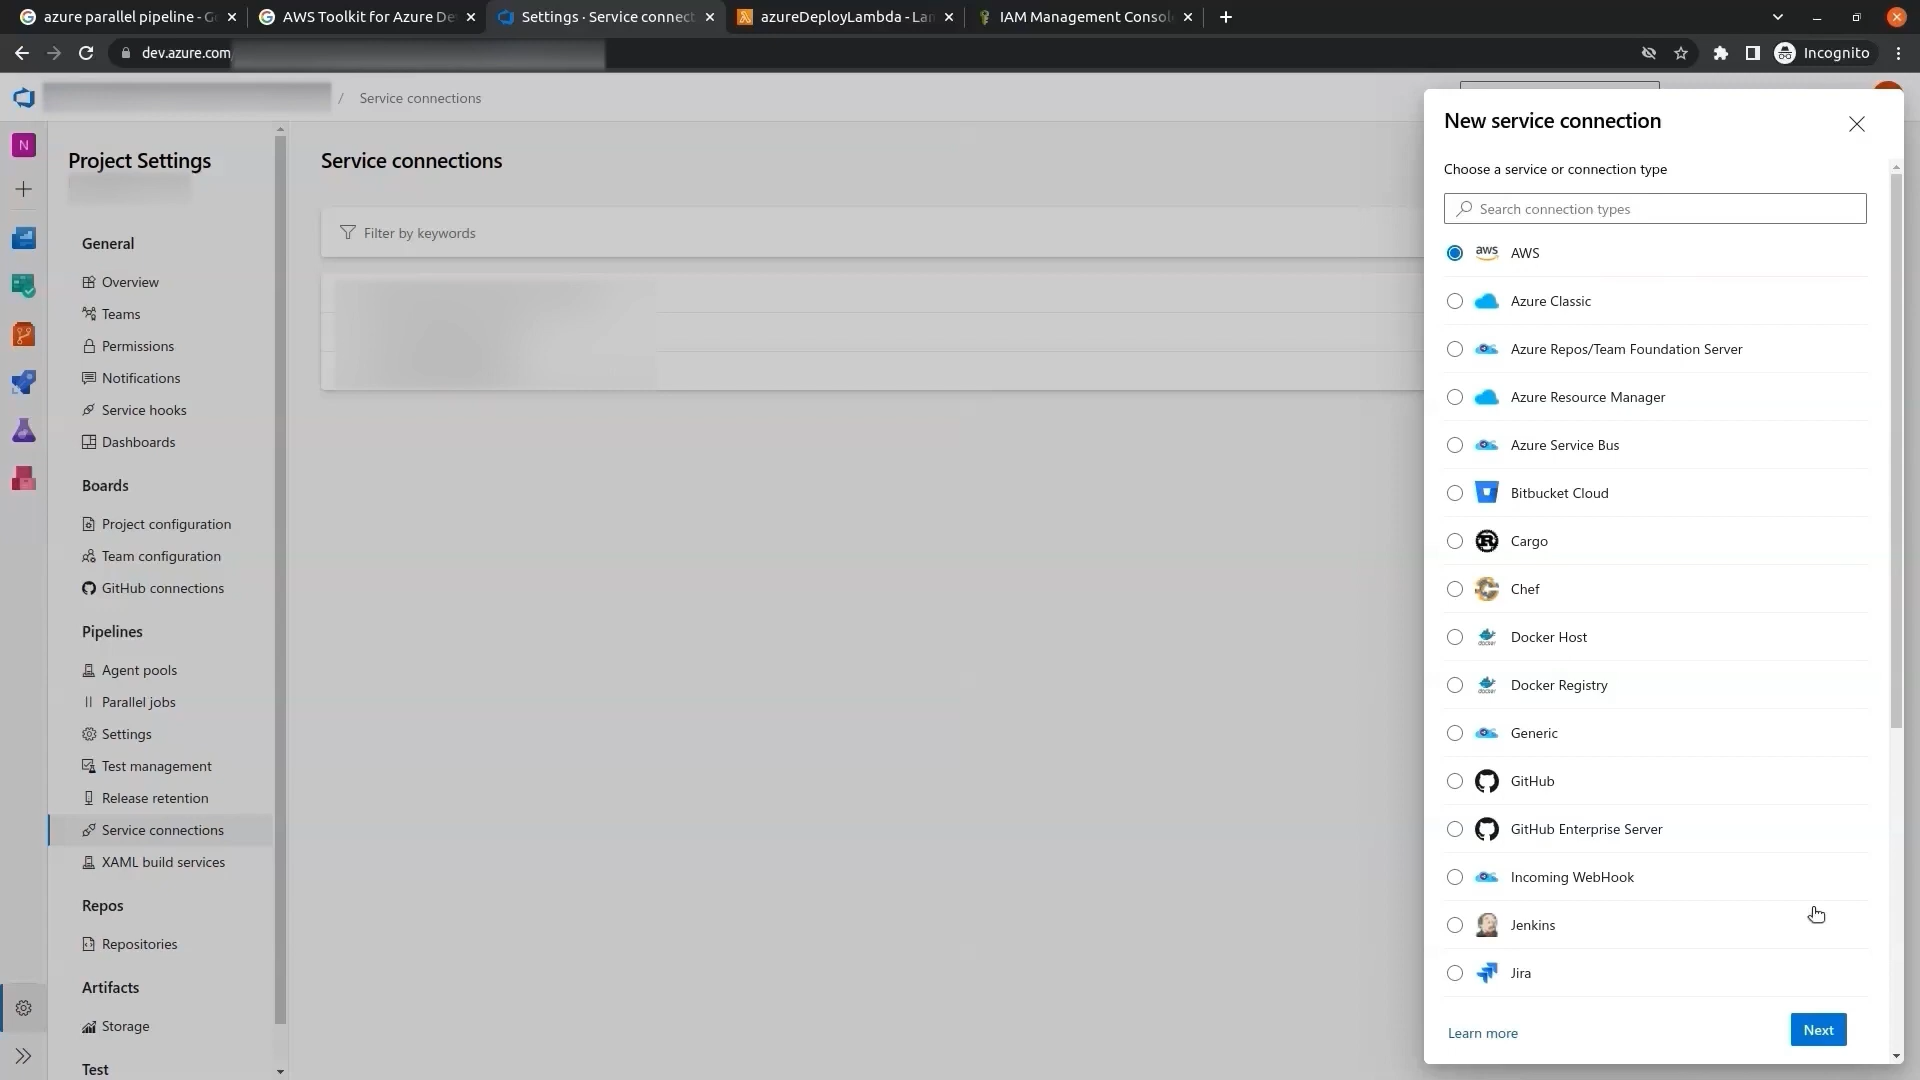 azure parallel pipeline - G
AWS Toolkit for Azure De
Settings · Service connect
azureDeployLambda - La
IAM Management Consol
dev.azure.com
Incognito
/ Service connections
N
Project Settings
General
Overview
Teams
Permissions
Notifications
Service hooks
Dashboards
Boards
Project configuration
Team configuration
GitHub connections
Pipelines
Agent pools
Parallel jobs
Settings
Test management
Release retention
Service connections
XAML build services
Repos
Repositories
Artifacts
Storage
Test
Service connections
Filter by keywords
New service connection
Choose a service or connection type
Search connection types
aws AWS
Azure Classic
Azure Repos/Team Foundation Server
Azure Resource Manager
Azure Service Bus
Bitbucket Cloud
Cargo
Chef
docker Docker Host
docker Docker Registry
Generic
GitHub
GitHub Enterprise Server
Incoming WebHook
Jenkins
Jira
Learn more
Next